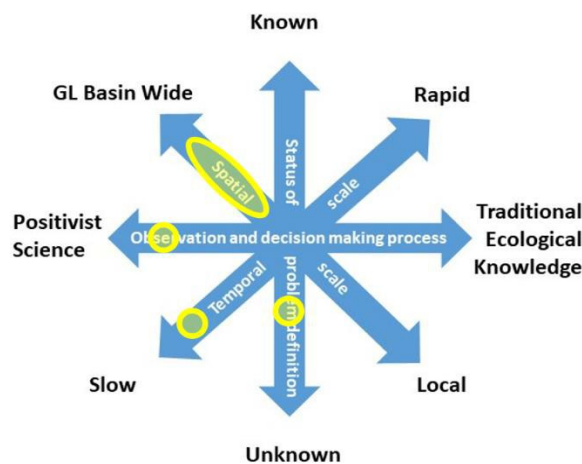 Known
GL Basin Wide
Rapid
Spatial
Status of
scale
Positivist
Science
Observation and decision making process
Traditional
Ecological
Knowledge
Temporal
problem definition
scale
Slow
Local
Unknown